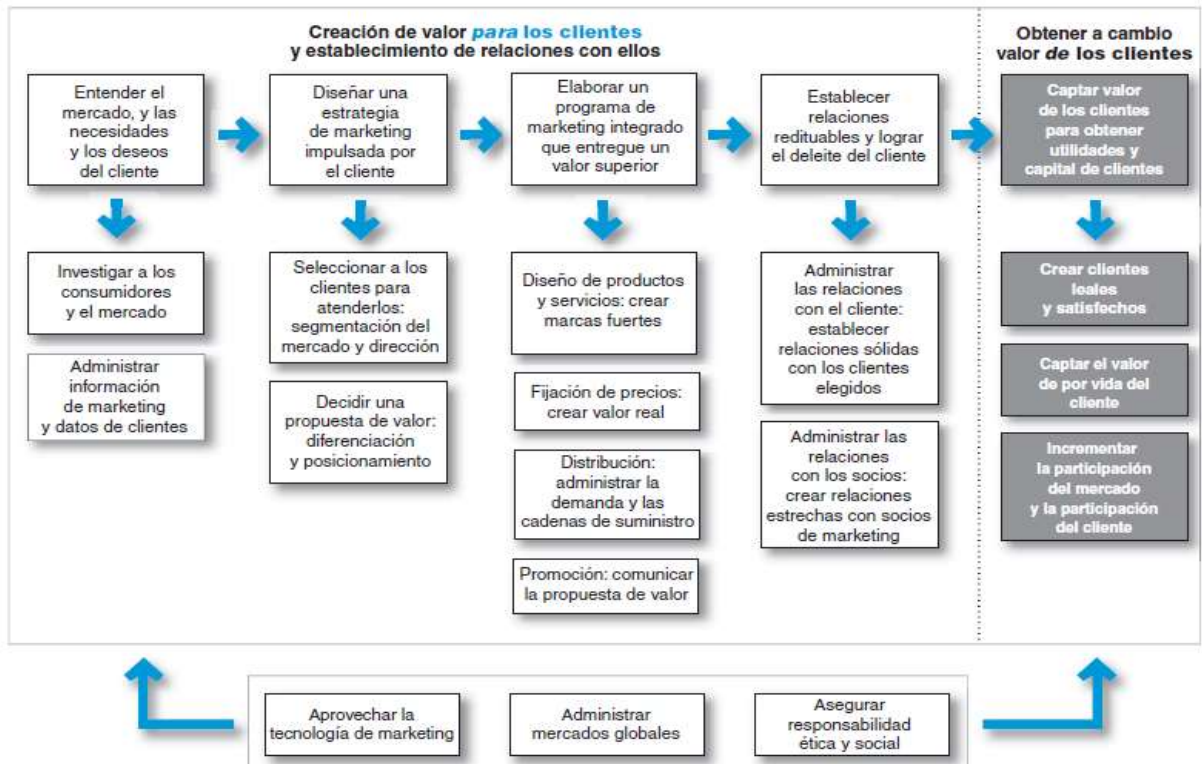 Creación de valor para los clientes
y establecimiento de relaciones con ellos
Obtener a cambio
valor de los clientes
Entender el
mercado, y las
necesidades
y los deseos
del cliente
Diseñar una
estrategia
de marketing
impulsada por
el cliente
Elaborar un
programa de
marketing integrado
que entregue un
valor superior
Establecer
relaciones
redituables y lograr
el deleite del cliente
Captar valor
de los clientes
para obtener
utilidades y
capital de clientes
Investigar a los
consumidores
y el mercado
Administrar
información
de marketing
y datos de clientes
Seleccionar a los
clientes para
atenderlos:
segmentación del
mercado y dirección
Decidir una
propuesta de valor:
diferenciación
y posicionamiento
Diseño de productos
y servicios: crear
marcas fuertes
Fijación de precios:
crear valor real
Distribución:
administrar la
demanda y las
cadenas de suministro
Promoción: comunicar
la propuesta de valor
Administrar
las relaciones
con el cliente:
establecer
relaciones sólidas
con los clientes
elegidos
Administrar las
relaciones
con los socios:
crear relaciones
estrechas con socios
de marketing
Crear clientes
leales
y satisfechos
Captar el valor
de por vida del
cliente
Incrementar
la participación
del mercado
y la participación
del cliente
Aprovechar la
tecnología de marketing
Administrar
mercados globales
Asegurar
responsabilidad
ética y social